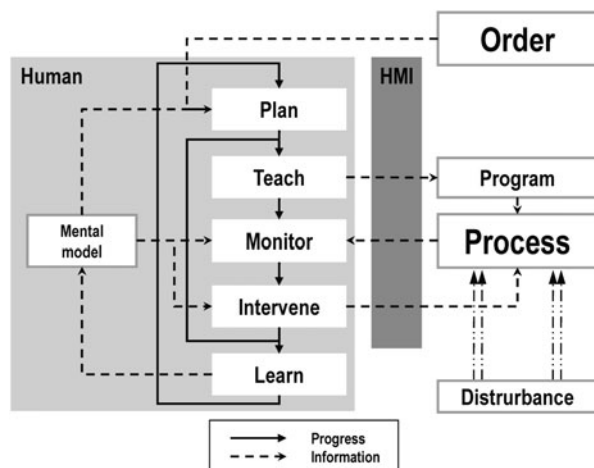 Order
Human
HMI
Plan
Teach
Program
Mental
model
Monitor
Process
Intervene
Learn
Distrurbance
Progress
Information